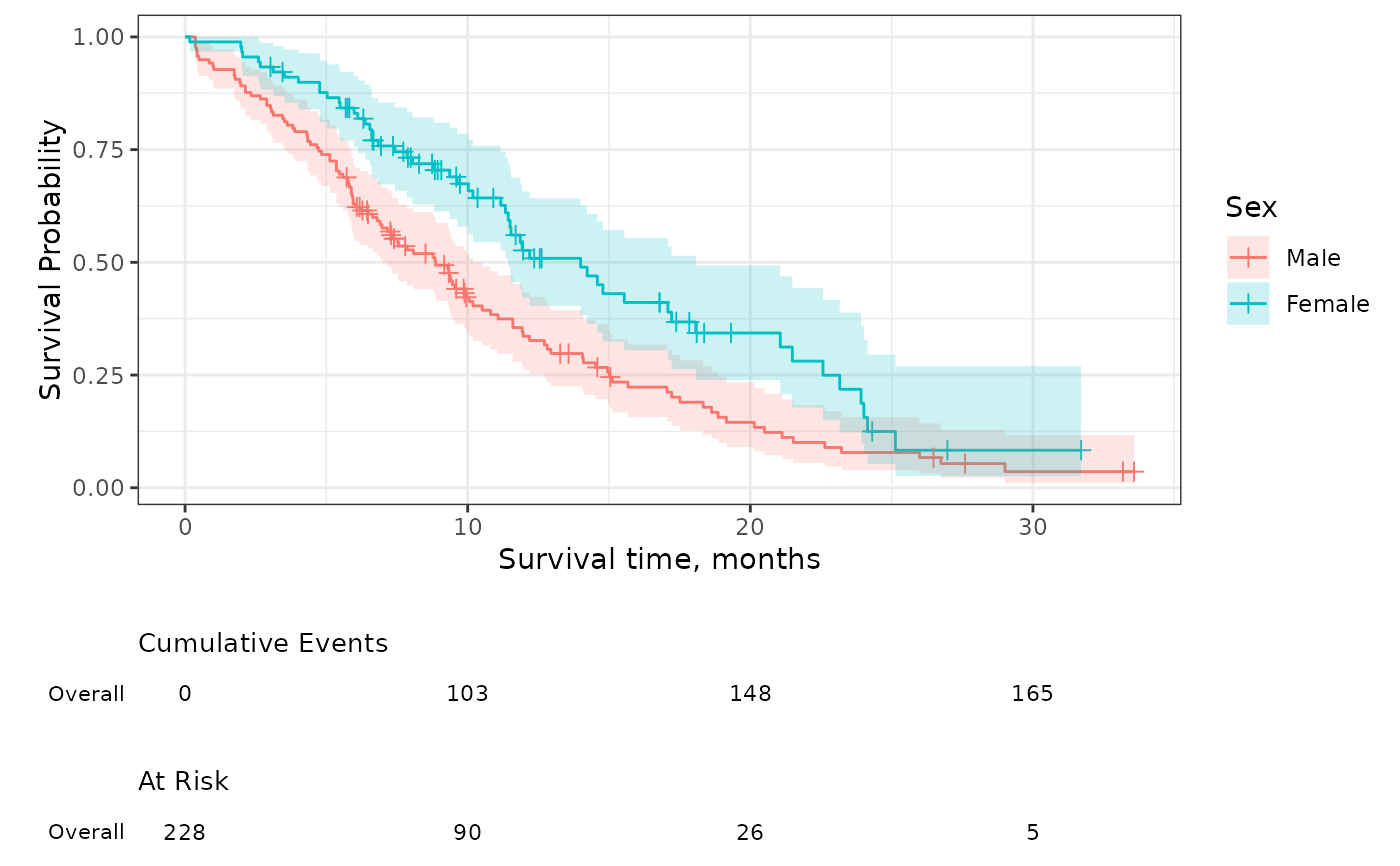 1.00
0.75
0.50
0.25
0.00
Survival Probability
0 10 20 30
Survival time, months
Sex
Male
Female
Cumulative Events
Overall 0 103 148 165
At Risk
Overall 228 90 26 5